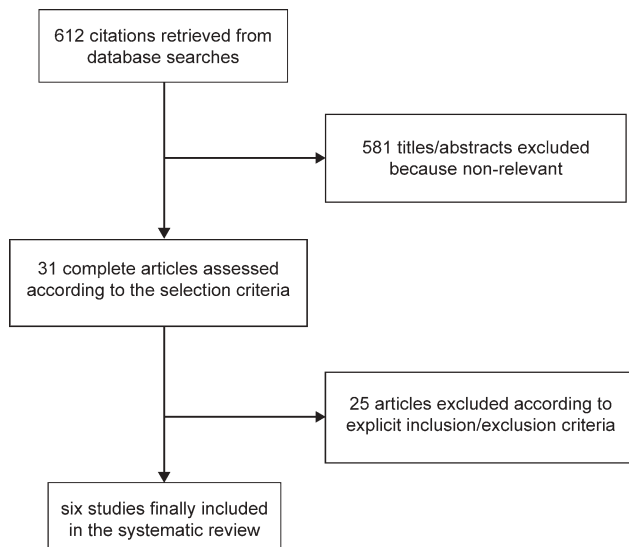 612 citations retrieved from
database searches
581 titles/abstracts excluded
because non-relevant
31 complete articles assessed
according to the selection criteria
25 articles excluded according to
explicit inclusion/exclusion criteria
six studies finally included
in the systematic review